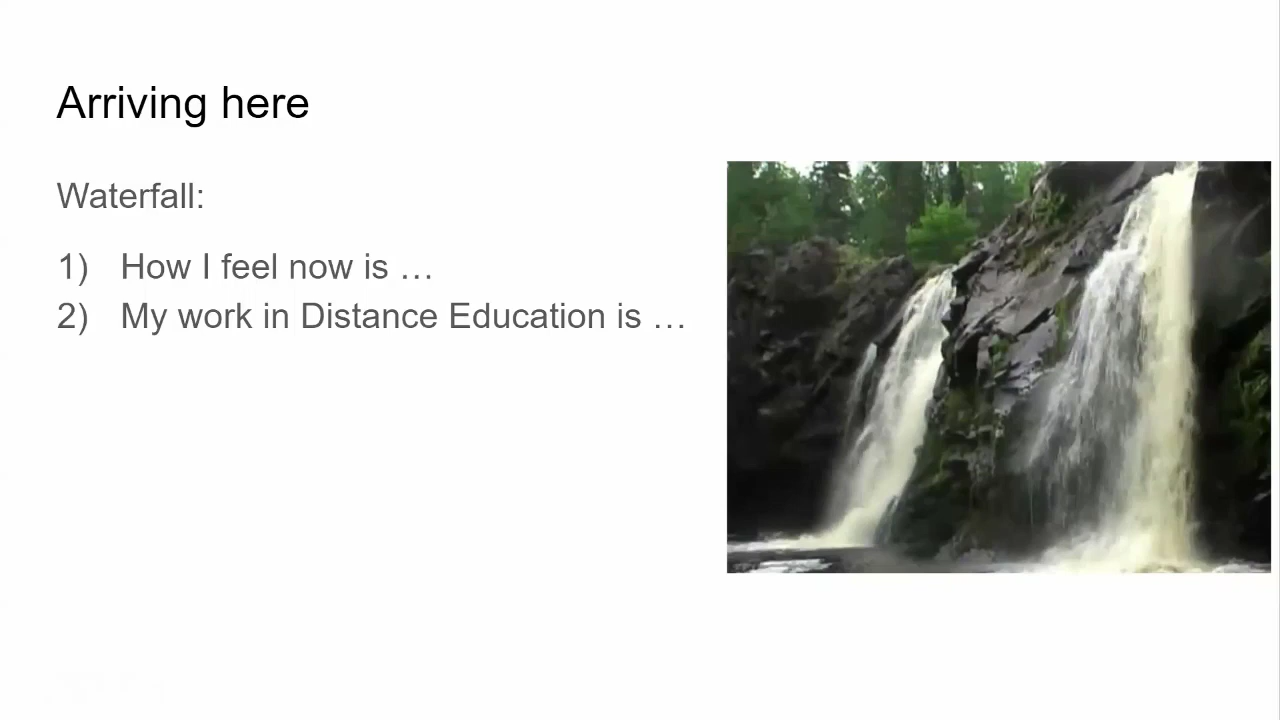 Arriving here
Waterfall:
1) How I feel now is …
2) My work in Distance Education is …